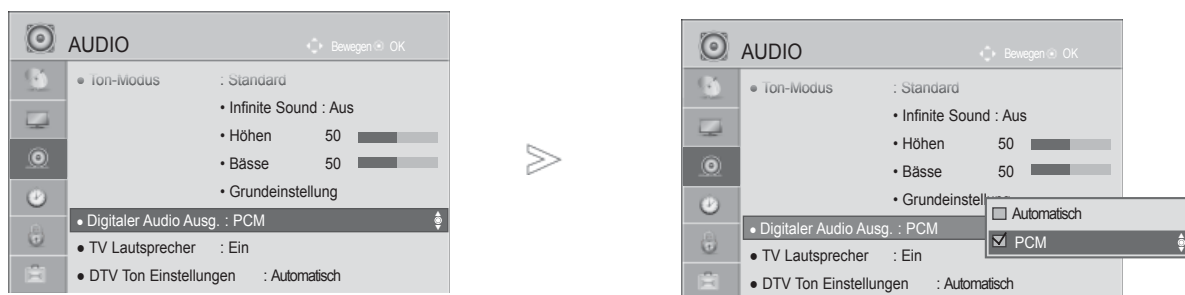 AUDIO
Bewegen OK
• Ton-Modus : Standard
• Infinite Sound : Aus
• Höhen 50
• Bässe 50
• Grundeinstellung
• Digitaler Audio Ausg. : PCM
• TV Lautsprecher : Ein
• DTV Ton Einstellungen : Automatisch
AUDIO
Bewegen OK
• Ton-Modus : Standard
• Infinite Sound : Aus
• Höhen 50
• Bässe 50
• Grundeinstell
Automatisch
• Digitaler Audio Ausg. : PCM
PCM
• TV Lautsprecher : Ein
• DTV Ton Einstellungen : Automatisch